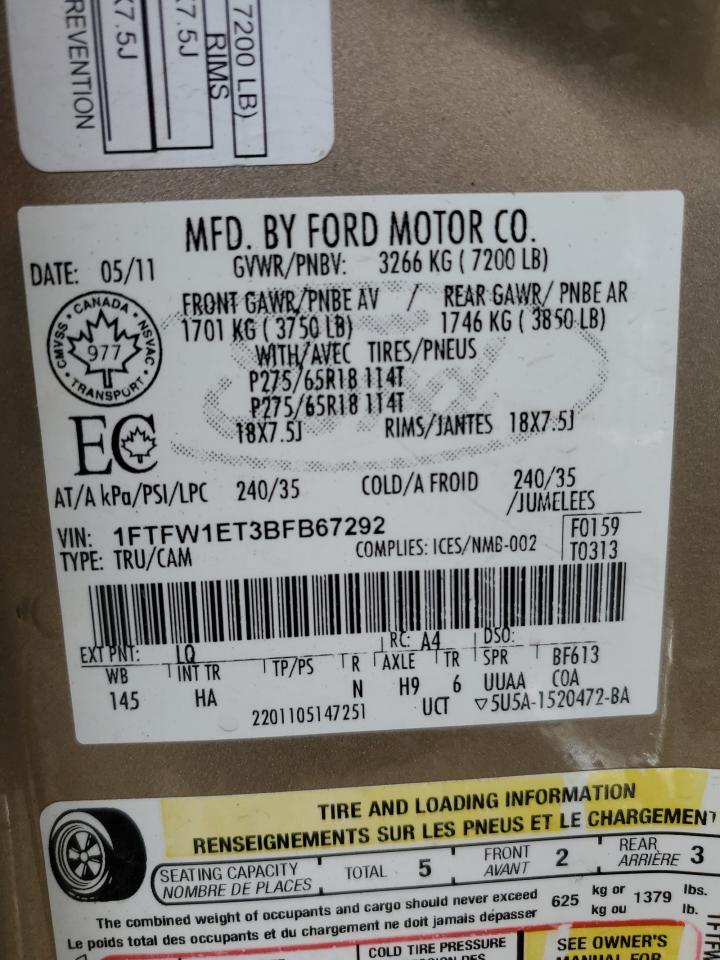 REVENTION
X7.5J
X7.5J
RIMS
7200 LB)
MFD. BY FORD MOTOR CO.
DATE: 05/11 GVWR/PNBV: 3266 KG ( 7200 LB)
FRONT GAWR/PNBE AV / REAR GAWR/ PNBE AR
1701 KG ( 3750 LB) 1746 KG ( 3850 LB)
WITH/AVEC TIRES/PNEUS
P275/65R18 114T
P275/65R18 114T
18X7.5J RIMS/JANTES 18X7.5J
CANADA
CMVSS · NSVAC
977
TRANSPORT
EC
AT/A kPa/PSI/LPC 240/35 COLD/A FROID 240/35
/JUMELEES
VIN: 1FTFW1ET3BFB67292 F0159
TYPE: TRU/CAM COMPLIES: ICES/NMB-002 T0313
EXT PNT: LQ RC: A4 DSO:
WB INT TR TP/PS R AXLE TR SPR BF613
145 HA N H9 6 UUAA COA
2201105147251 UCT ▽5U5A-1520472-BA
TIRE AND LOADING INFORMATION
RENSEIGNEMENTS SUR LES PNEUS ET LE CHARGEMENT
SEATING CAPACITY TOTAL 5 FRONT 2 REAR 3
NOMBRE DE PLACES AVANT ARRIÈRE
The combined weight of occupants and cargo should never exceed 625 kg or 1379 lbs.
Le poids total des occupants et du chargement ne doit jamais dépasser kg ou lb.
COLD TIRE PRESSURE SEE OWNER'S
MANUAL FOR
1FTFW